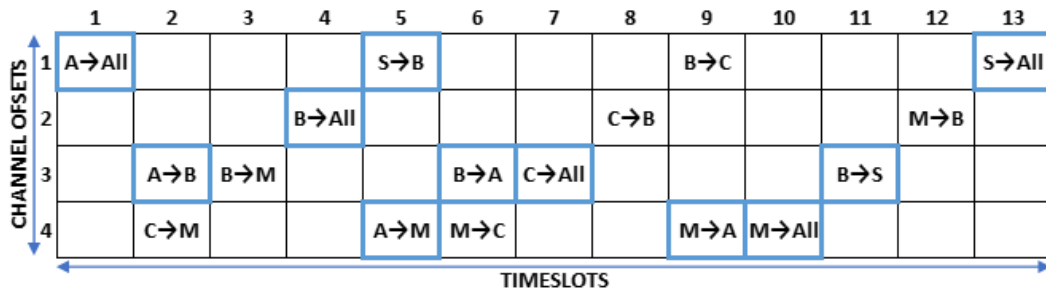 1 2 3 4 5 6 7 8 9 10 11 12 13
CHANNEL OFSETS
1 A→All S→B B→C S→All
2 B→All C→B M→B
3 A→B B→M B→A C→All B→S
4 C→M A→M M→C M→A M→All
TIMESLOTS